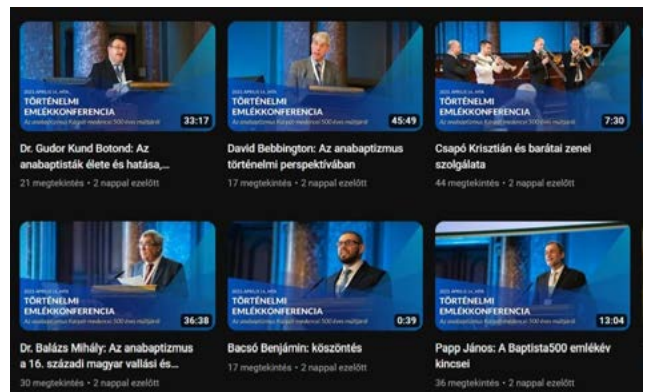 TÖRTÉNELMI
EMLÉKKONFERENCIA
33:17
TÖRTÉNELMI
EMLÉKKONFERENCIA
45:49
TÖRTÉNELMI
EMLÉKKONFERENCIA
7:30
Dr. Gudor Kund Botond: Az
anabaptisták élete és hatása,...
21 megtekintés • 2 nappal ezelőtt
David Bebbington: Az anabaptizmus
történelmi perspektívában
17 megtekintés • 2 nappal ezelőtt
Csapó Krisztián és barátai zenei
szolgálata
44 megtekintés • 2 nappal ezelőtt
TÖRTÉNELMI
EMLÉKKONFERENCIA
36:38
TÖRTÉNELMI
EMLÉKKONFERENCIA
0:39
TÖRTÉNELMI
EMLÉKKONFERENCIA
13:04
Dr. Balázs Mihály: Az anabaptizmus
a 16. századi magyar vallási és...
30 megtekintés • 2 nappal ezelőtt
Bacsó Benjámin: köszöntés
17 megtekintés • 2 nappal ezelőtt
Papp János: A Baptista500 emlékév
kincsei
36 megtekintés • 2 nappal ezelőtt